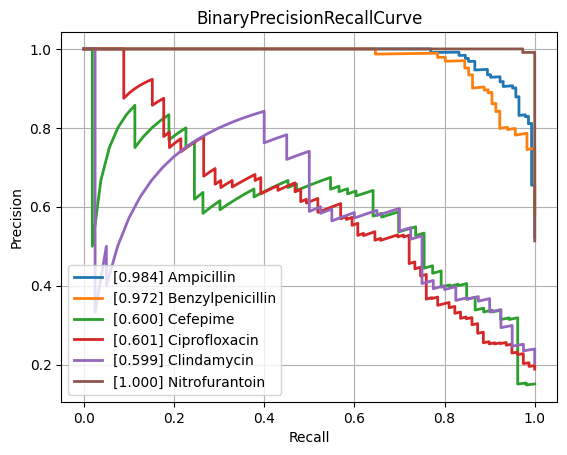 BinaryPrecisionRecallCurve
1.0
0.8
0.6
0.4
0.2
Precision
[0.984] Ampicillin
[0.972] Benzylpenicillin
[0.600] Cefepime
[0.601] Ciprofloxacin
[0.599] Clindamycin
[1.000] Nitrofurantoin
0.0 0.2 0.4 0.6 0.8 1.0
Recall